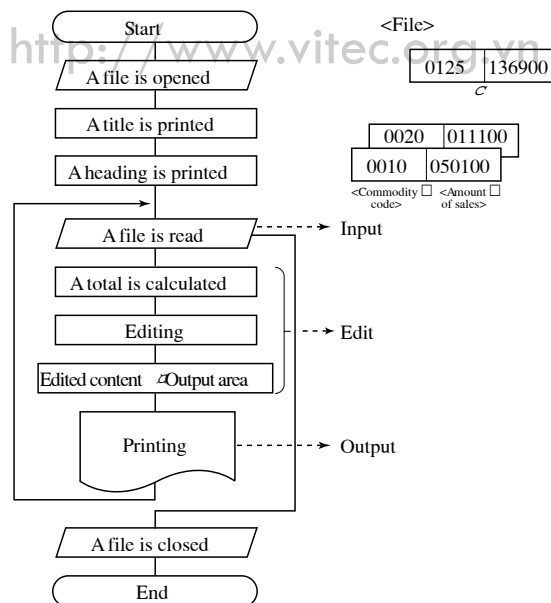 http://www.vitec.org.vn
Start
A file is opened
A title is printed
A heading is printed
A file is read
A total is calculated
Editing
Edited content Output area
Printing
A file is closed
End
Input
Edit
Output
<File>
0125 136900
0020 011100
0010 050100
<Commodity code>
<Amount of sales>